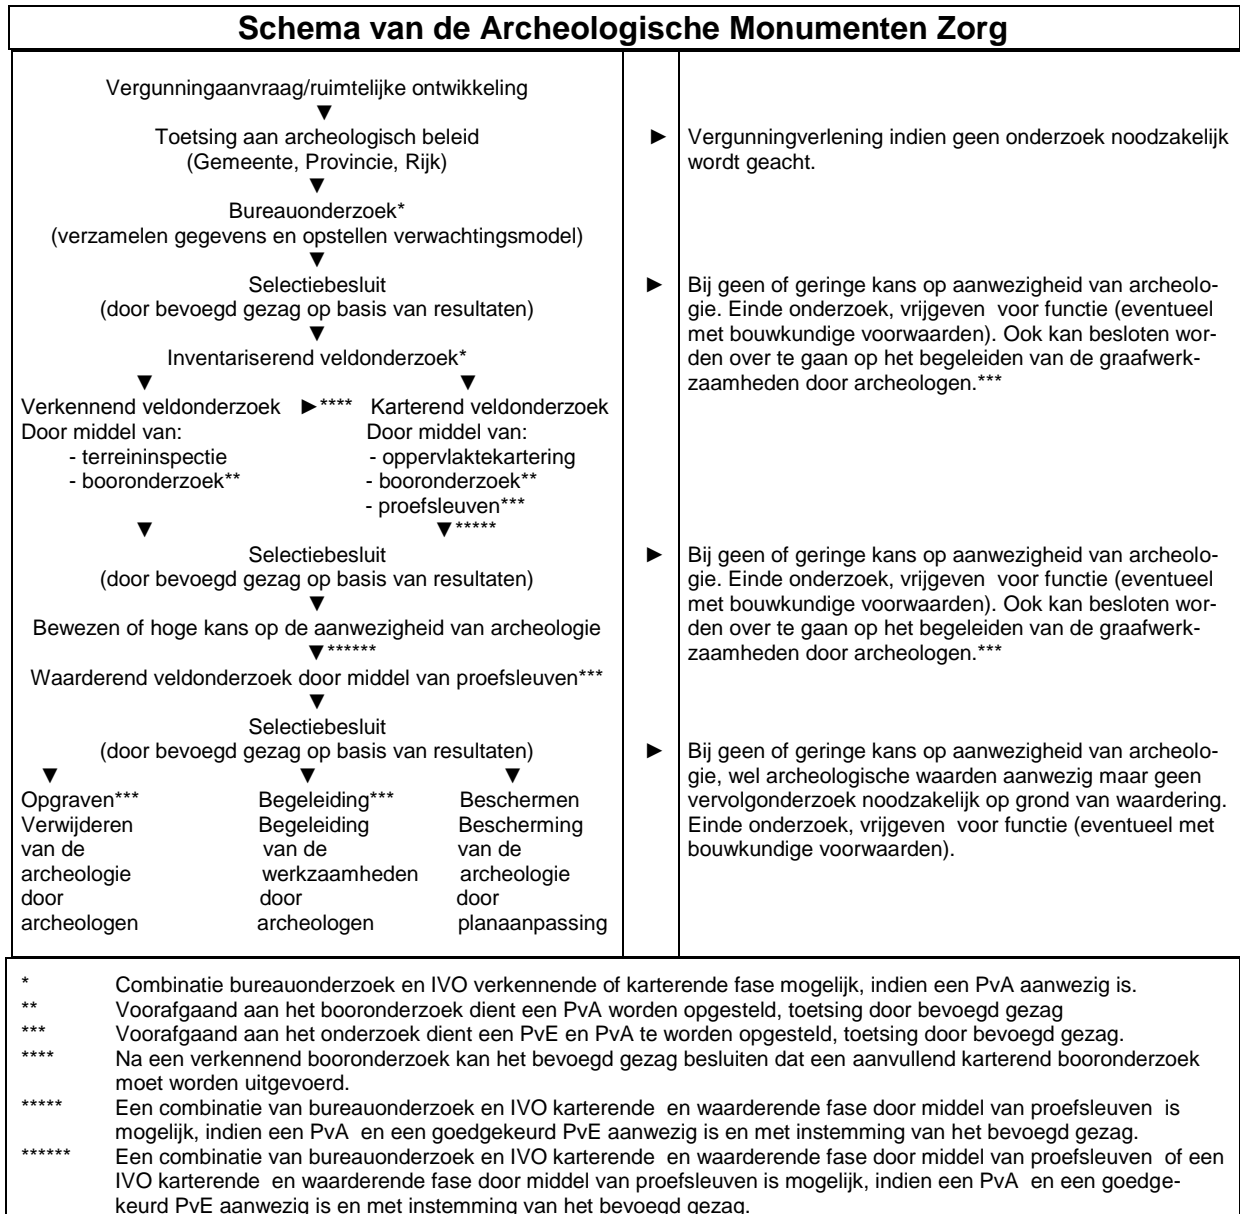 Schema van de Archeologische Monumenten Zorg
Vergunningaanvraag/ruimtelijke ontwikkeling
▼
Toetsing aan archeologisch beleid
(Gemeente, Provincie, Rijk)
► Vergunningverlening indien geen onderzoek noodzakelijk
wordt geacht.
▼
Bureauonderzoek*
(verzamelen gegevens en opstellen verwachtingsmodel)
▼
Selectiebesluit
(door bevoegd gezag op basis van resultaten)
► Bij geen of geringe kans op aanwezigheid van archeolo-
gie. Einde onderzoek, vrijgeven voor functie (eventueel
met bouwkundige voorwaarden). Ook kan besloten wor-
den over te gaan op het begeleiden van de graafwerk-
zaamheden door archeologen.***
▼
Inventariserend veldonderzoek*
▼ ▼
Verkennend veldonderzoek ►**** Karterend veldonderzoek
Door middel van: Door middel van:
- terreininspectie - oppervlaktekartering
- booronderzoek** - booronderzoek**
- proefsleuven***
▼ ▼*****
Selectiebesluit
(door bevoegd gezag op basis van resultaten)
► Bij geen of geringe kans op aanwezigheid van archeolo-
gie. Einde onderzoek, vrijgeven voor functie (eventueel
met bouwkundige voorwaarden). Ook kan besloten wor-
den over te gaan op het begeleiden van de graafwerk-
zaamheden door archeologen.***
▼
Bewezen of hoge kans op de aanwezigheid van archeologie
▼******
Waarderend veldonderzoek door middel van proefsleuven***
▼
Selectiebesluit
(door bevoegd gezag op basis van resultaten)
► Bij geen of geringe kans op aanwezigheid van archeolo-
gie, wel archeologische waarden aanwezig maar geen
vervolgonderzoek noodzakelijk op grond van waardering.
Einde onderzoek, vrijgeven voor functie (eventueel met
bouwkundige voorwaarden).
▼ ▼ ▼
Opgraven*** Begeleiding*** Beschermen
Verwijderen Begeleiding Bescherming
van de van de van de
archeologie werkzaamheden archeologie
door door door
archeologen archeologen planaanpassing
* Combinatie bureauonderzoek en IVO verkennende of karterende fase mogelijk, indien een PvA aanwezig is.
** Voorafgaand aan het booronderzoek dient een PvA worden opgesteld, toetsing door bevoegd gezag
*** Voorafgaand aan het onderzoek dient een PvE en PvA te worden opgesteld, toetsing door bevoegd gezag.
**** Na een verkennend booronderzoek kan het bevoegd gezag besluiten dat een aanvullend karterend booronderzoek
moet worden uitgevoerd.
***** Een combinatie van bureauonderzoek en IVO karterende en waarderende fase door middel van proefsleuven is
mogelijk, indien een PvA en een goedgekeurd PvE aanwezig is en met instemming van het bevoegd gezag.
****** Een combinatie van bureauonderzoek en IVO karterende en waarderende fase door middel van proefsleuven of een
IVO karterende en waarderende fase door middel van proefsleuven is mogelijk, indien een PvA en een goedge-
keurd PvE aanwezig is en met instemming van het bevoegd gezag.